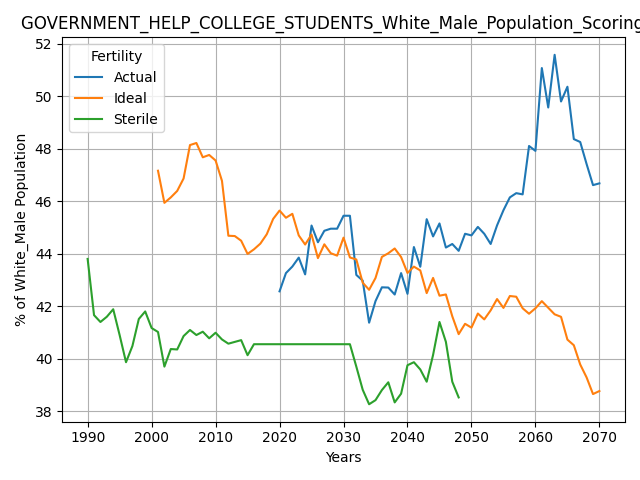 GOVERNMENT_HELP_COLLEGE_STUDENTS_White_Male_Population_Scoring
Fertility
Actual
Ideal
Sterile
% of White_Male Population
52
50
48
46
44
42
40
38
1990 2000 2010 2020 2030 2040 2050 2060 2070
Years